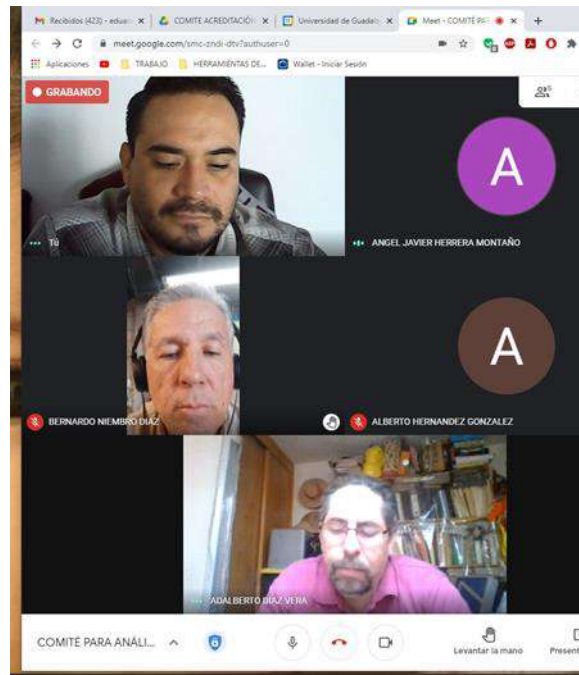 Recibidos (423) - eduar
COMITE ACREDITACIÓ
Universidad de Guadal
Meet - COMITÉ PAR
meet.google.com/smc-zndi-dtv?authuser=0
Aplicaciones
TRABAJO
HERRAMIENTAS DE...
Wallet - Iniciar Sesión
GRABANDO
A
Tú
ANGEL JAVIER HERRERA MONTAÑO
A
BERNARDO NIEMBRO DIAZ
ALBERTO HERNANDEZ GONZALEZ
ADALBERTO DIAZ VERA
COMITÉ PARA ANÁLI...
Levantar la mano
Present